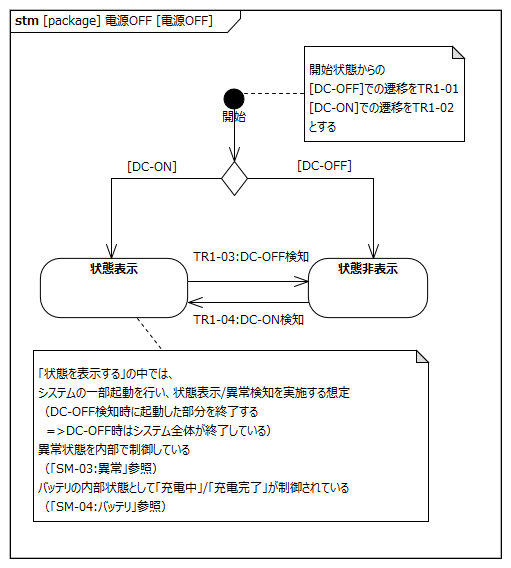 stm [package] 電源OFF [電源OFF]
開始状態からの
[DC-OFF]での遷移をTR1-01
[DC-ON]での遷移をTR1-02
とする
開始
[DC-ON]
[DC-OFF]
状態表示
TR1-03:DC-OFF検知
状態非表示
TR1-04:DC-ON検知
「状態を表示する」の中では、
システムの一部起動を行い、状態表示/異常検知を実施する想定
（DC-OFF検知時に起動した部分を終了する
=>DC-OFF時はシステム全体が終了している）
異常状態を内部で制御している
（「SM-03:異常」参照）
バッテリの内部状態として「充電中」/「充電完了」が制御されている
（「SM-04:バッテリ」参照）